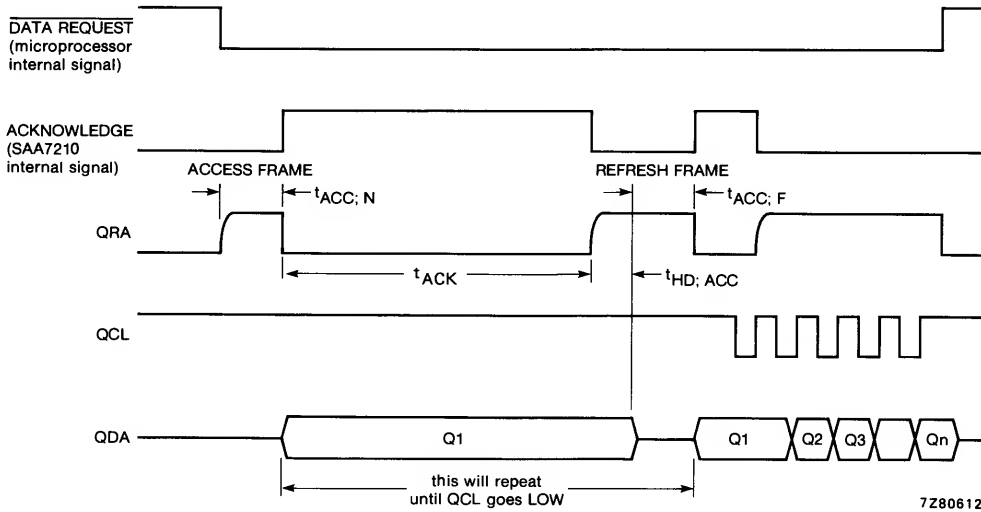 DATA REQUEST
(microprocessor
internal signal)
ACKNOWLEDGE
(SAA7210
internal signal)
ACCESS FRAME
REFRESH FRAME
tACC; N
tACC; F
QRA
tACK
tHD; ACC
QCL
QDA
Q1
Q1
Q2
Q3
Qn
this will repeat
until QCL goes LOW
7Z80612